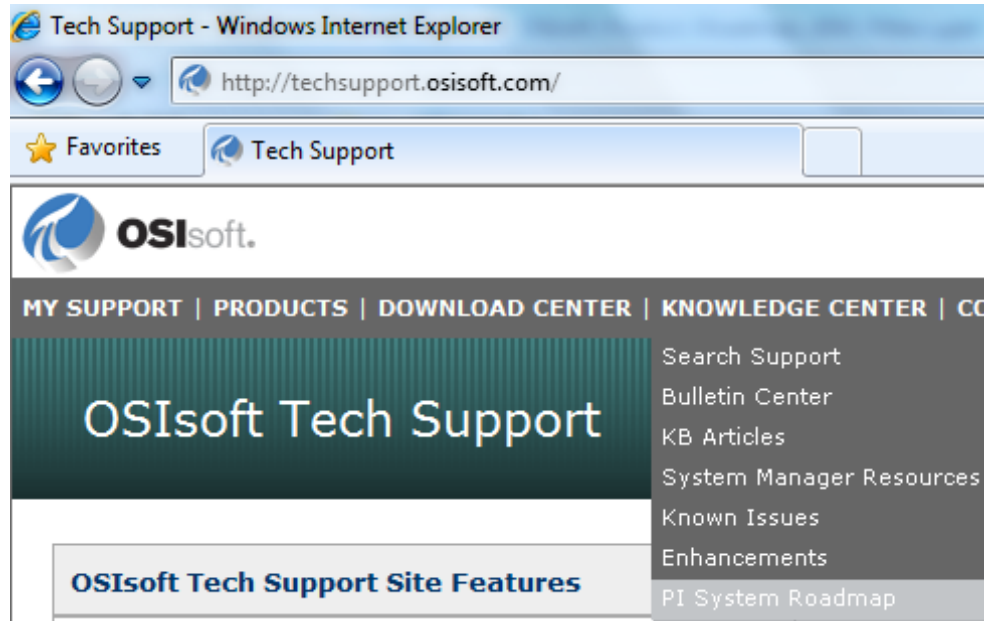 Tech Support - Windows Internet Explorer
http://techsupport.osisoft.com/
Favorites
Tech Support
OSIsoft.
MY SUPPORT | PRODUCTS | DOWNLOAD CENTER | KNOWLEDGE CENTER | CO
Search Support
Bulletin Center
OSIsoft Tech Support
KB Articles
System Manager Resources
Known Issues
Enhancements
OSIsoft Tech Support Site Features
PI System Roadmap